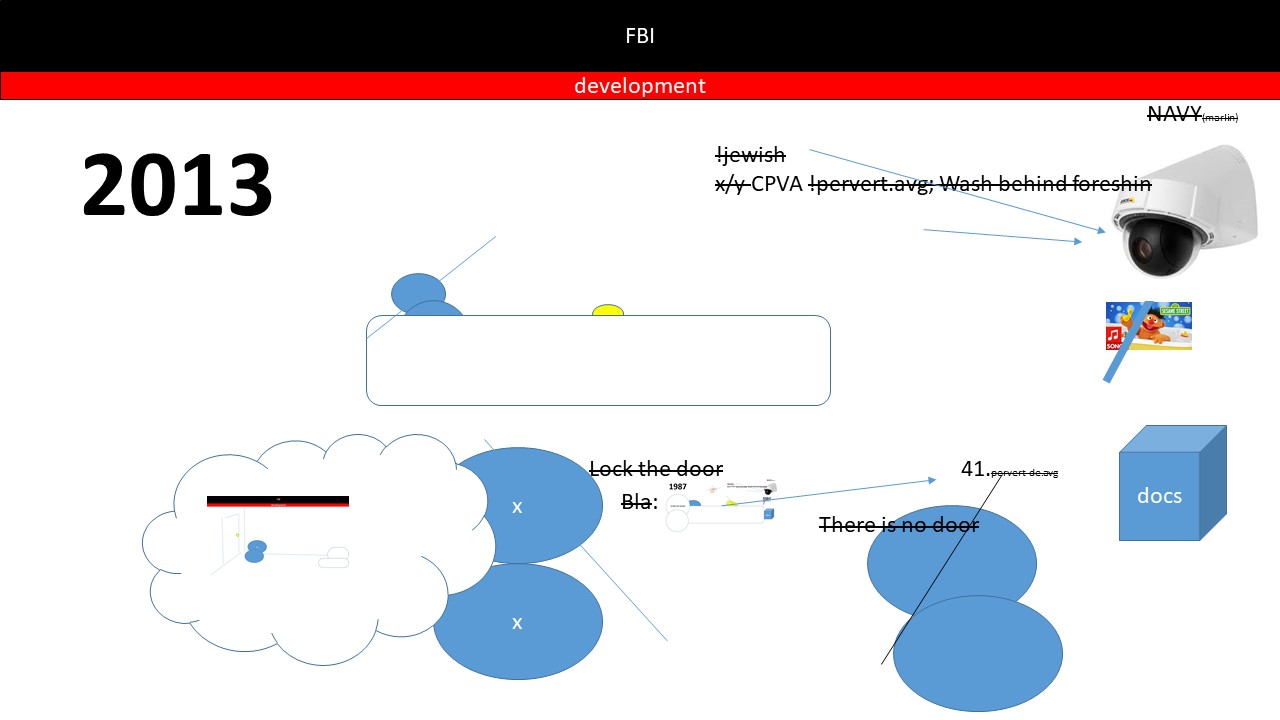 FBI
development
NAVY(marlin)
2013
!jewish
x/y CPVA !pervert.avg; Wash behind foreshin
AXIS
SESAME STREET
SONG
Lock the door
Bla:
1987
41.pervert-de.avg
There is no door
docs
x
x